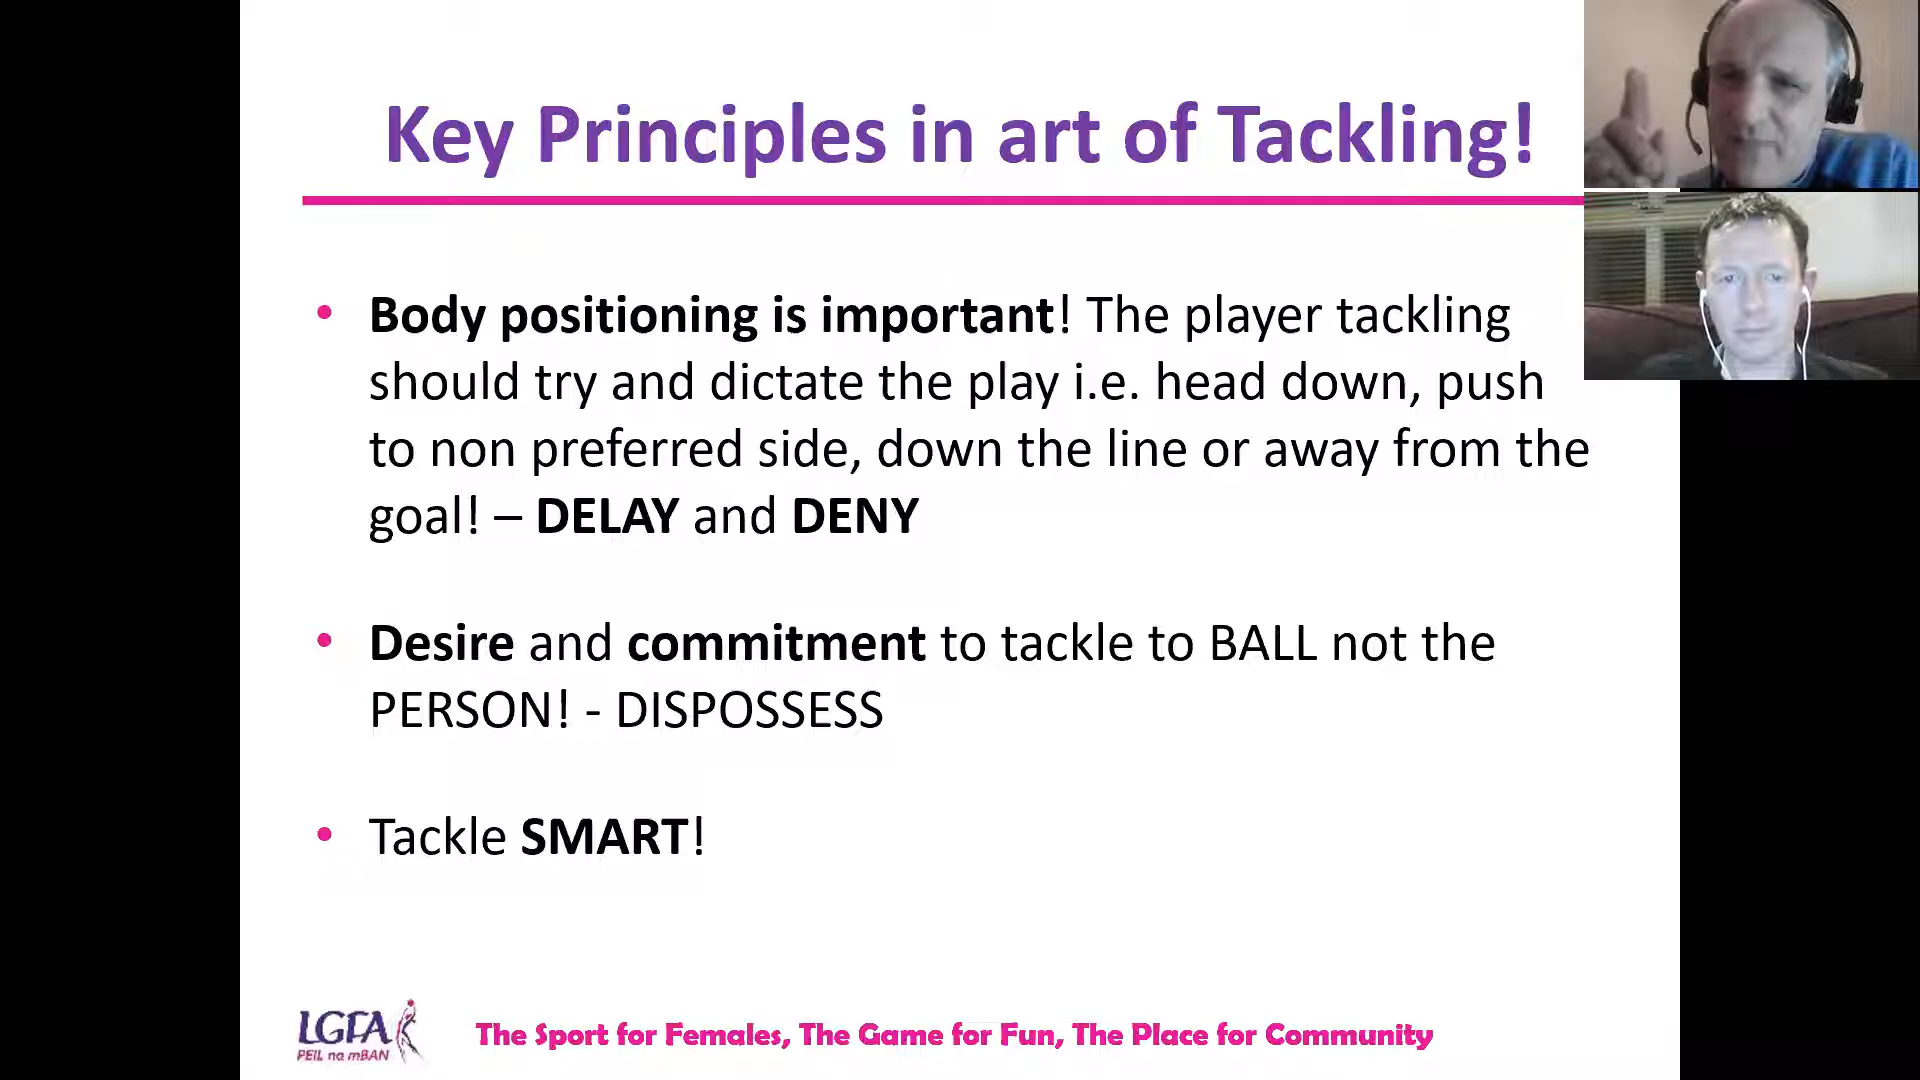 Key Principles in art of Tackling!
• Body positioning is important! The player tackling
should try and dictate the play i.e. head down, push
to non preferred side, down the line or away from the
goal! – DELAY and DENY
• Desire and commitment to tackle to BALL not the
PERSON! - DISPOSSESS
• Tackle SMART!
LGFA
PEIL na mBAN
The Sport for Females, The Game for Fun, The Place for Community